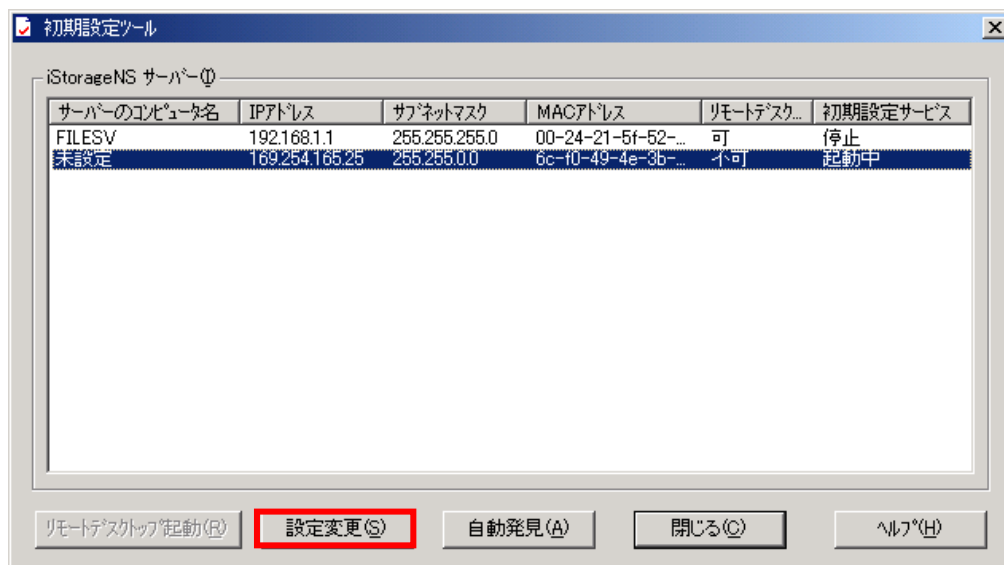 初期設定ツール
iStorageNS サーバー(I)
サーバーのコンピュータ名 IPアドレス サブネットマスク MACアドレス リモートデスク... 初期設定サービス
FILESV 192.168.1.1 255.255.255.0 00-24-21-5f-52-... 可 停止
未設定 169.254.165.25 255.255.0.0 6c-f0-49-4e-3b-... 不可 起動中
リモートデスクトップ起動(R) 設定変更(S) 自動発見(A) 閉じる(C) ヘルプ(H)